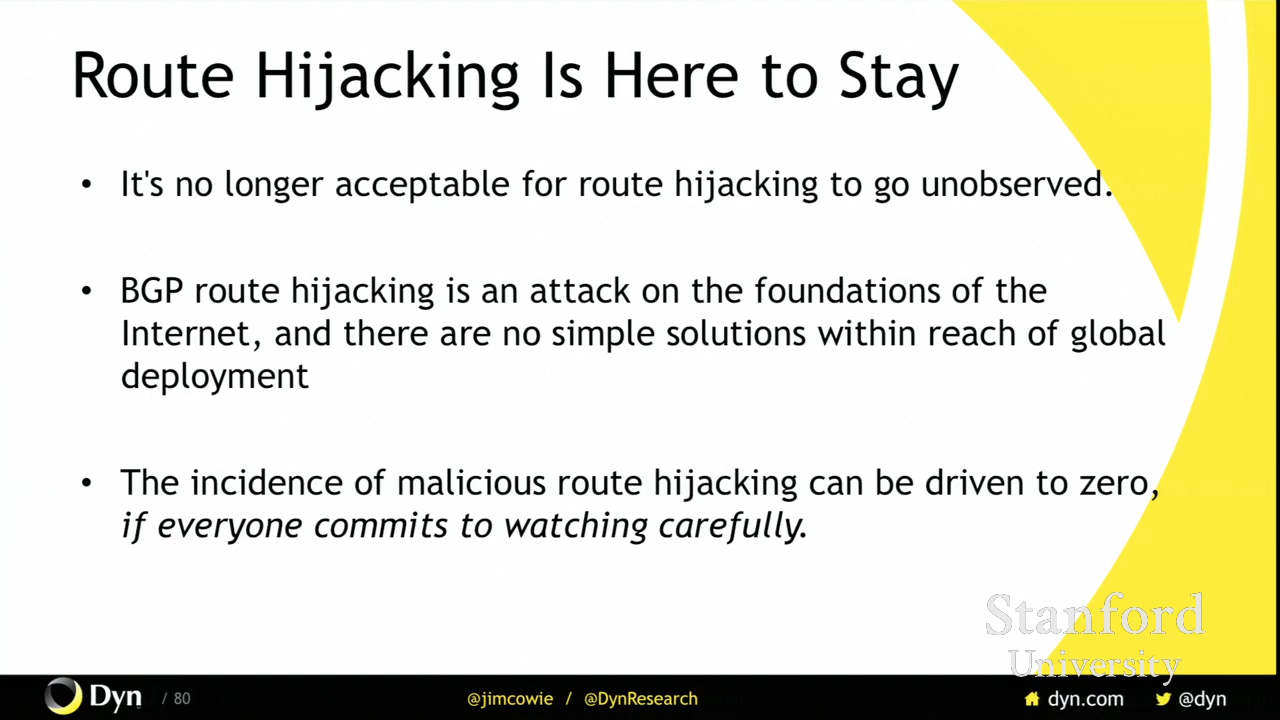 Route Hijacking Is Here to Stay
• It's no longer acceptable for route hijacking to go unobserved.
• BGP route hijacking is an attack on the foundations of the
Internet, and there are no simple solutions within reach of global
deployment
• The incidence of malicious route hijacking can be driven to zero,
if everyone commits to watching carefully.
Stanford
University
Dyn / 80 @jimcowie / @DynResearch dyn.com @dyn